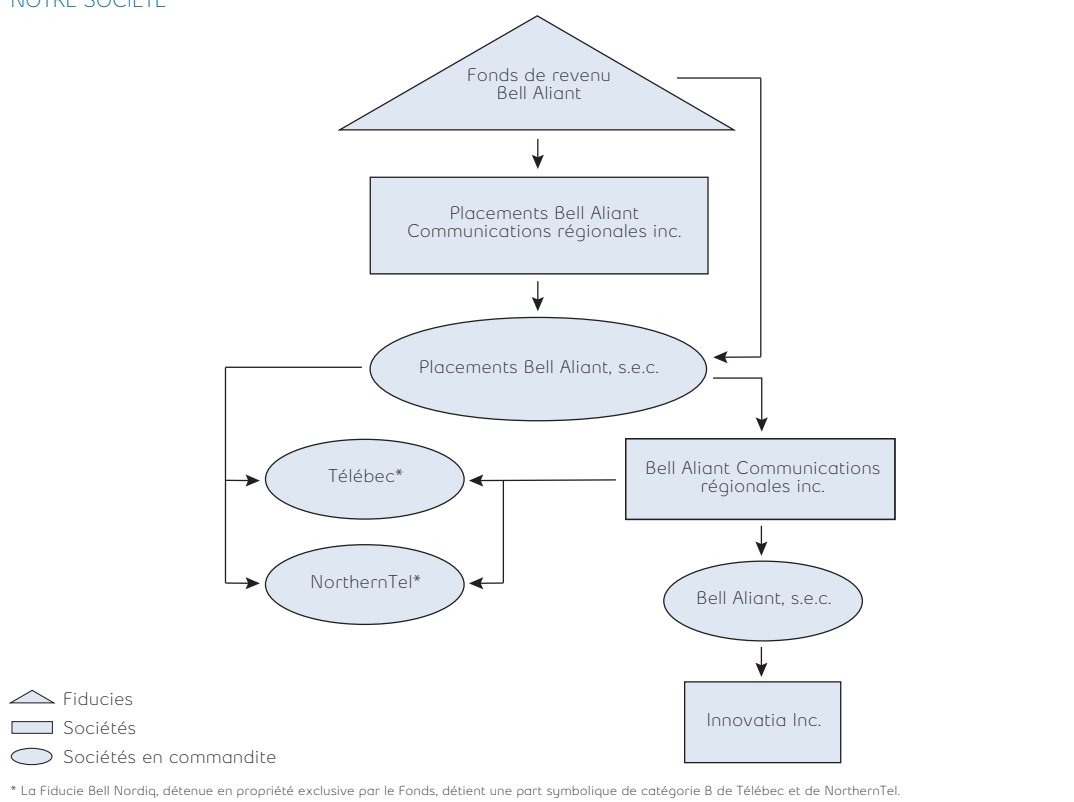 NOTRE SOCIÉTÉ
Fonds de revenu
Bell Aliant
Placements Bell Aliant
Communications régionales inc.
Placements Bell Aliant, s.e.c.
Télébec*
Bell Aliant Communications
régionales inc.
NorthernTel*
Bell Aliant, s.e.c.
Innovatia Inc.
Fiducies
Sociétés
Sociétés en commandite
* La Fiducie Bell Nordiq, détenue en propriété exclusive par le Fonds, détient une part symbolique de catégorie B de Télébec et de NorthernTel.